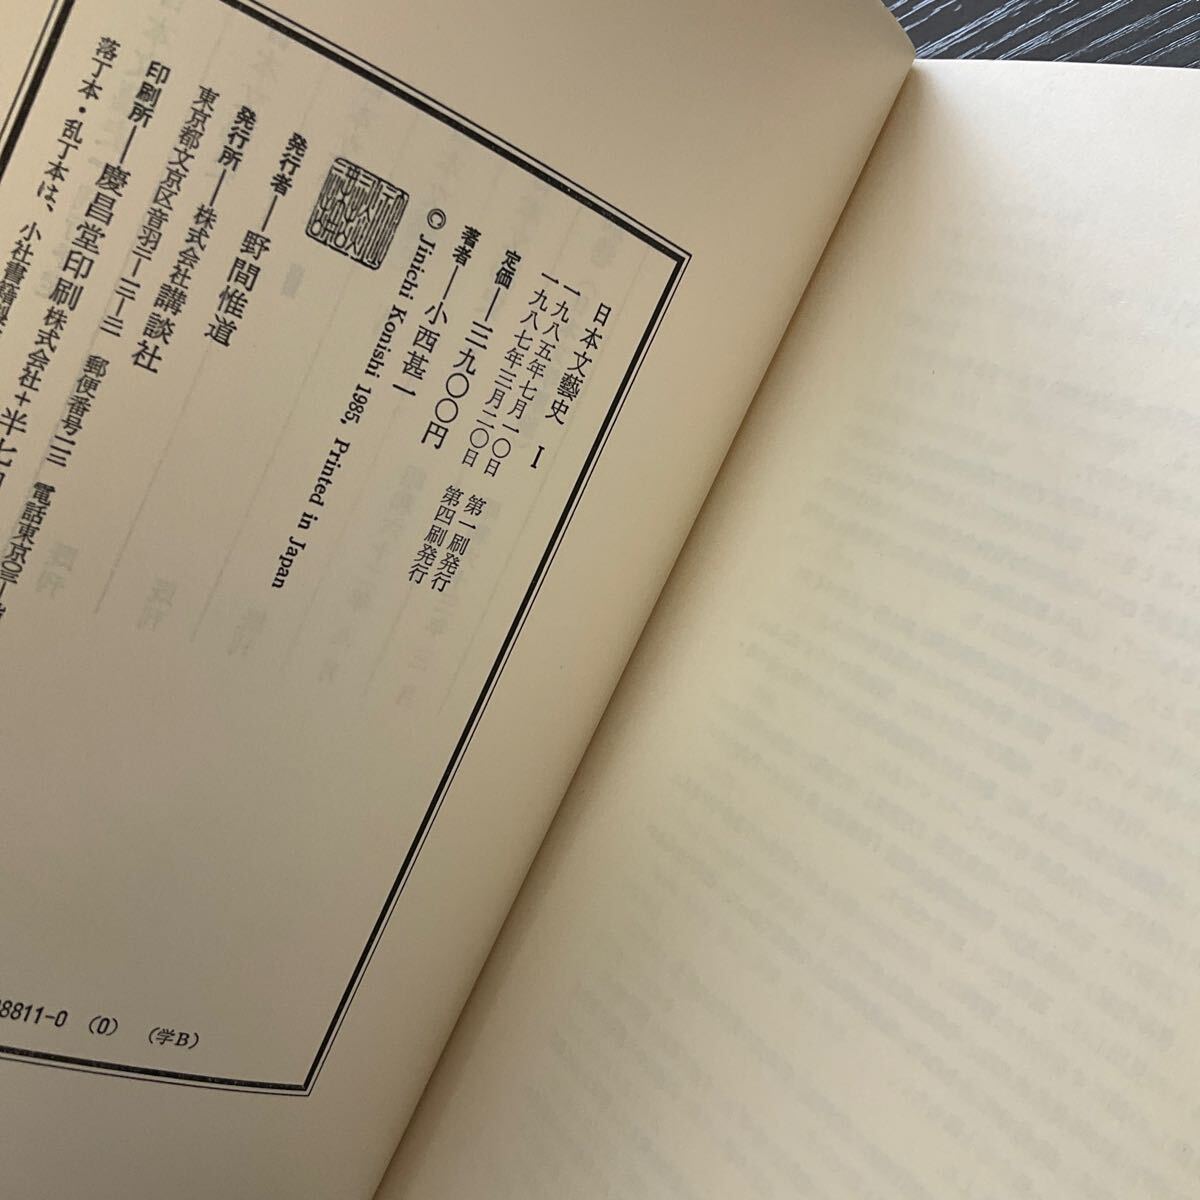 日本文藝史 I
一九八五年七月一〇日 第一刷発行
一九八七年三月二〇日 第四刷発行
定価―三九〇〇円
著者―小西甚一
© Jinichi Konishi 1985, Printed in Japan
発行者―野間惟道
発行所―株式会社講談社
東京都文京区音羽二―一二―二一 郵便番号一一二 電話東京〇三―
印刷所―慶昌堂印刷株式会社+半七
落丁本・乱丁本は、小社書籍製
8811-0 (0) (学B)